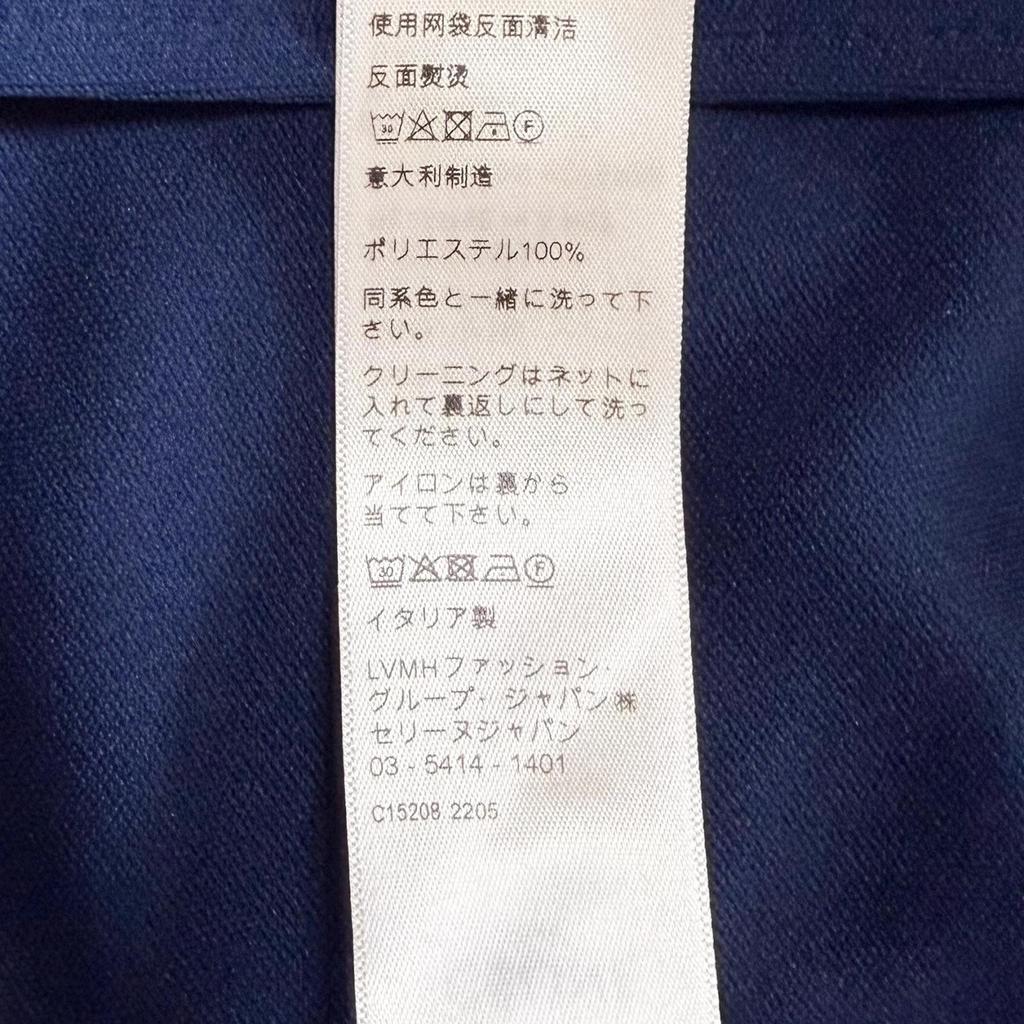 使用网袋反面清洁
反面熨烫
30 F
意大利制造
ポリエステル100%
同系色と一緒に洗って下
さい。
クリーニングはネットに
入れて裏返しにして洗っ
てください。
アイロンは裏から
当てて下さい。
30 F
イタリア製
LVMHファッション・
グループ・ジャパン㈱
セリーヌジャパン
03 - 5414 - 1401
C15208 2205